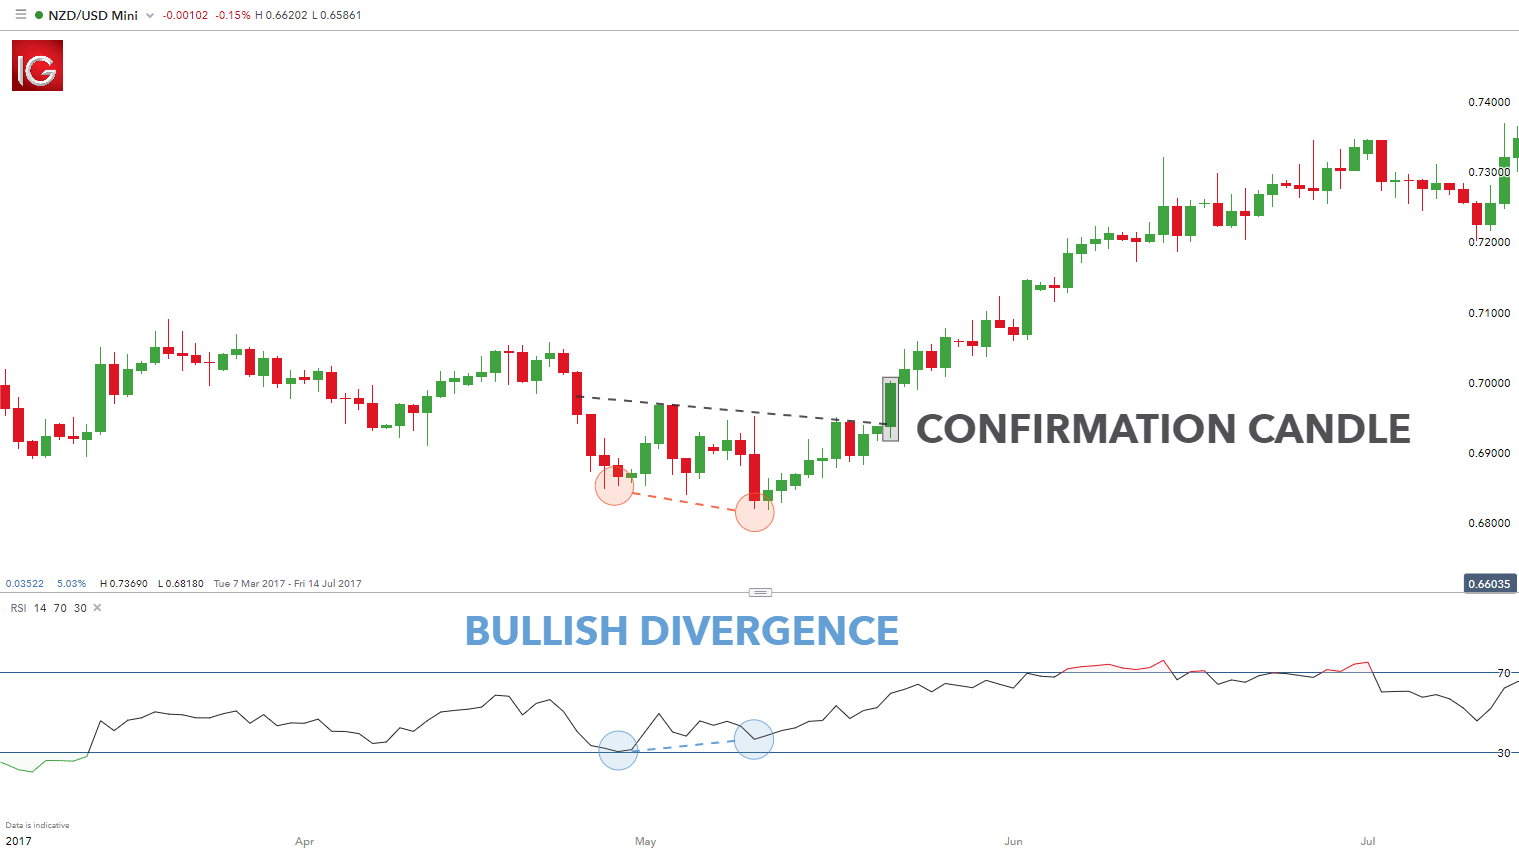 NZD/USD Mini -0.00102 -0.15% H 0.66202 L 0.65861
IG
0.74000
0.73000
0.72000
0.71000
0.70000
CONFIRMATION CANDLE
0.69000
0.68000
0.03522 5.03% H 0.73690 L 0.68180 Tue 7 Mar 2017 - Fri 14 Jul 2017
0.66035
RSI 14 70 30
BULLISH DIVERGENCE
70
30
Data is indicative
2017 Apr May Jun Jul